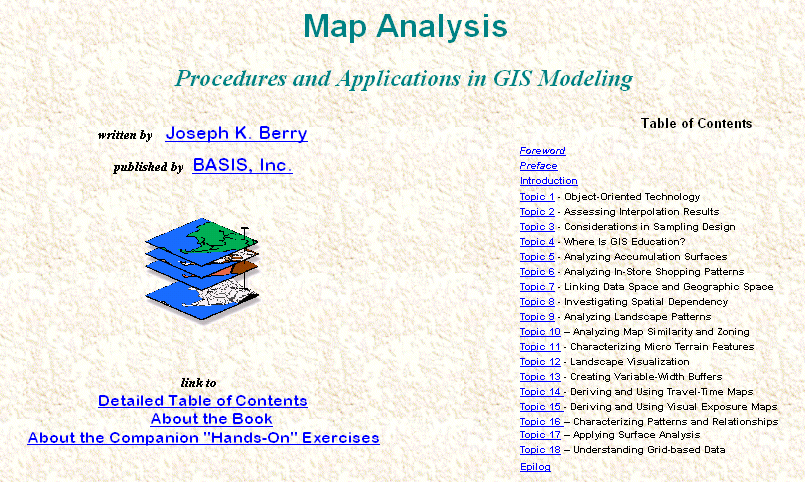 Map Analysis
Procedures and Applications in GIS Modeling
written by Joseph K. Berry
published by BASIS, Inc.
link to
Detailed Table of Contents
About the Book
About the Companion "Hands-On" Exercises
Table of Contents
Foreword
Preface
Introduction
Topic 1 - Object-Oriented Technology
Topic 2 - Assessing Interpolation Results
Topic 3 - Considerations in Sampling Design
Topic 4 - Where Is GIS Education?
Topic 5 - Analyzing Accumulation Surfaces
Topic 6 - Analyzing In-Store Shopping Patterns
Topic 7 - Linking Data Space and Geographic Space
Topic 8 - Investigating Spatial Dependency
Topic 9 - Analyzing Landscape Patterns
Topic 10 – Analyzing Map Similarity and Zoning
Topic 11 - Characterizing Micro Terrain Features
Topic 12 - Landscape Visualization
Topic 13 - Creating Variable-Width Buffers
Topic 14 - Deriving and Using Travel-Time Maps
Topic 15 - Deriving and Using Visual Exposure Maps
Topic 16 – Characterizing Patterns and Relationships
Topic 17 – Applying Surface Analysis
Topic 18 – Understanding Grid-based Data
Epilog